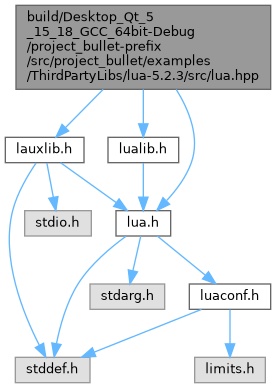 build/Desktop_Qt_5
_15_18_GCC_64bit-Debug
/project_bullet-prefix
/src/project_bullet/examples
/ThirdPartyLibs/lua-5.2.3/src/lua.hpp
lauxlib.h
lualib.h
stdio.h
lua.h
stdarg.h
luaconf.h
stddef.h
limits.h